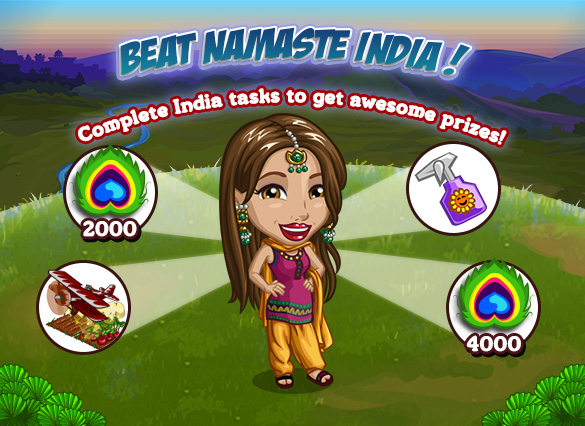 BEAT NAMASTE INDIA!
Complete India tasks to get awesome prizes!
2000
4000